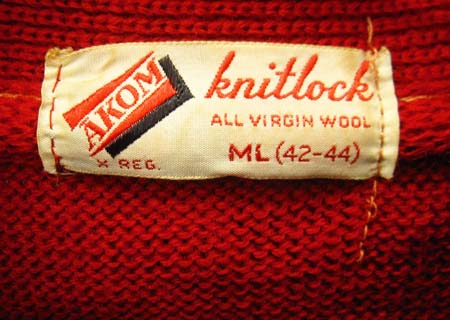 AKOM
knitlock
ALL VIRGIN WOOL
X REG.
ML (42-44)